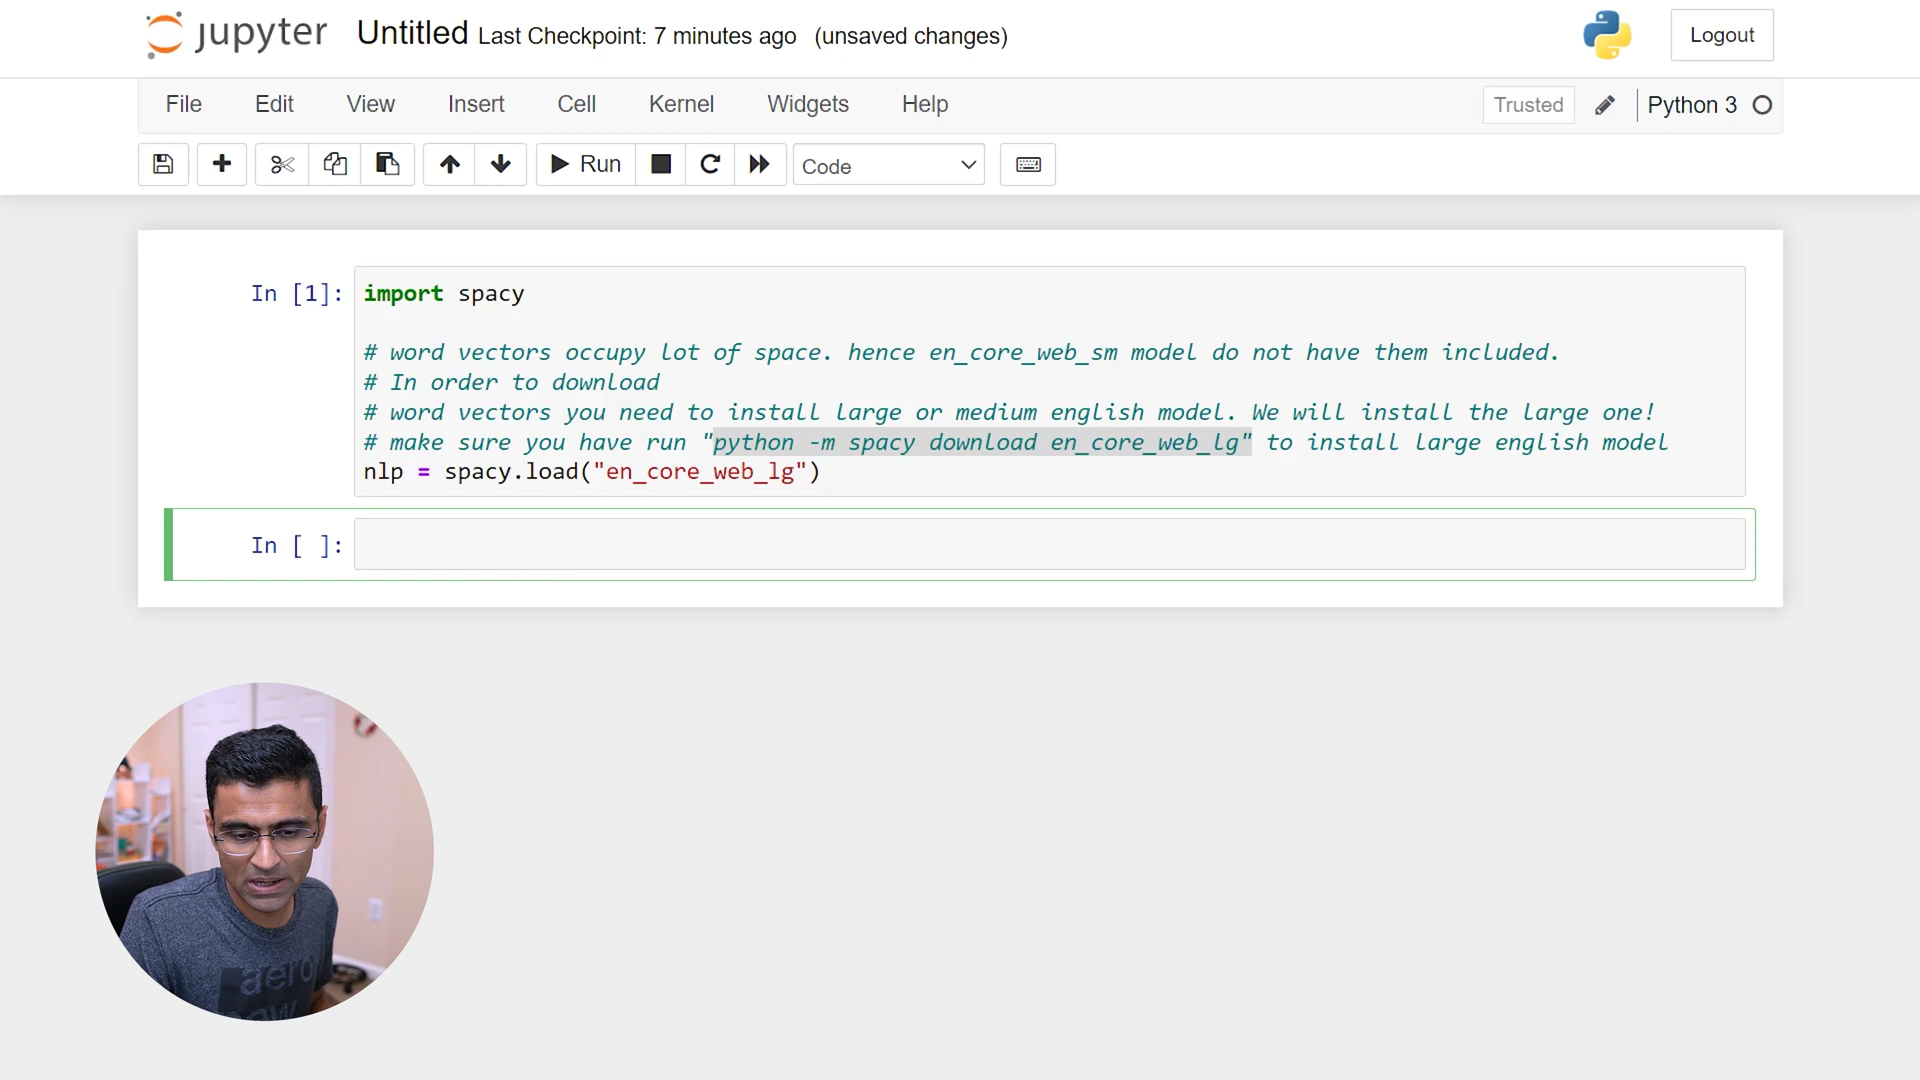 jupyter Untitled Last Checkpoint: 7 minutes ago (unsaved changes) Logout
File Edit View Insert Cell Kernel Widgets Help Trusted Python 3
Run Code
In [1]: import spacy
# word vectors occupy lot of space. hence en_core_web_sm model do not have them included.
# In order to download
# word vectors you need to install large or medium english model. We will install the large one!
# make sure you have run "python -m spacy download en_core_web_lg" to install large english model
nlp = spacy.load("en_core_web_lg")
In [ ]:
aero